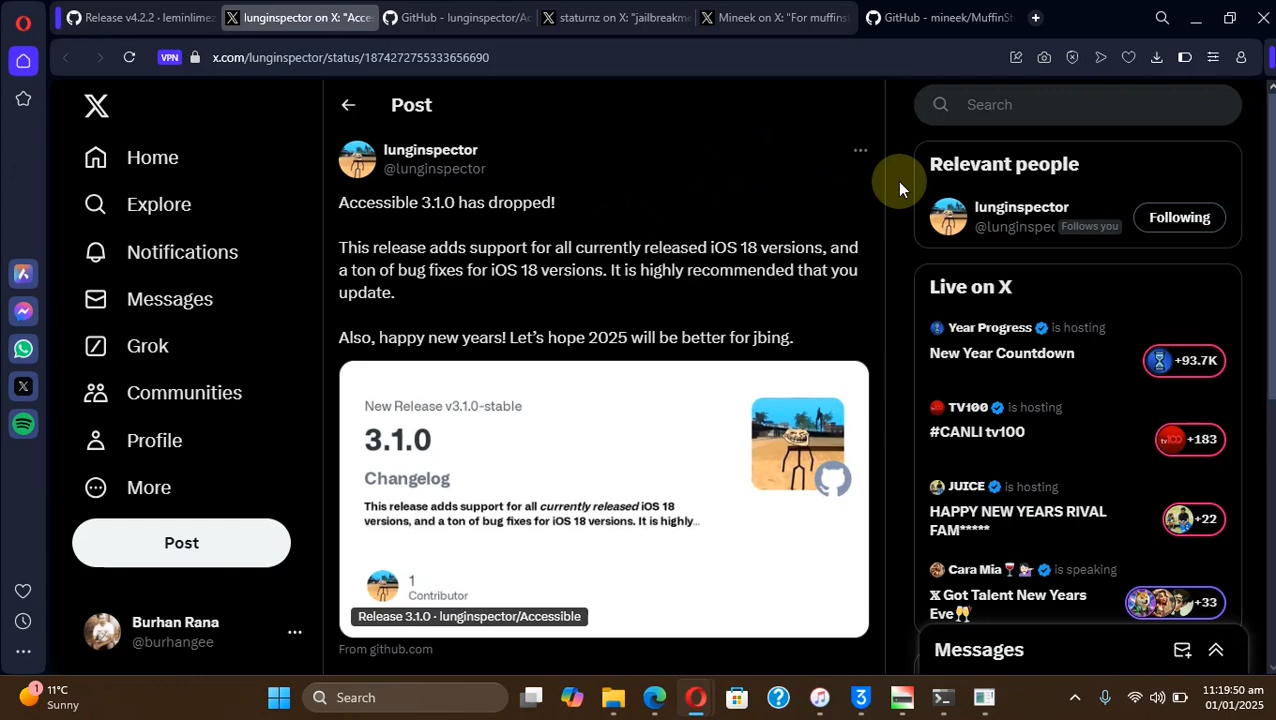 Release v4.2.2 - leminlimez
lunginspector on X: "Acce
GitHub - lunginspector/Ac
staturnz on X: "jailbreakme
Mineek on X: "For muffinst
GitHub - mineek/MuffinSt
VPN
x.com/lunginspector/status/1874272755333656690
Post
Search
Home
Explore
Notifications
Messages
Grok
Communities
Profile
More
Post
Burhan Rana
@burhangee
lunginspector
@lunginspector
Accessible 3.1.0 has dropped!
This release adds support for all currently released iOS 18 versions, and
a ton of bug fixes for iOS 18 versions. It is highly recommended that you
update.
Also, happy new years! Let's hope 2025 will be better for jbing.
New Release v3.1.0-stable
3.1.0
Changelog
This release adds support for all currently released iOS 18
versions, and a ton of bug fixes for iOS 18 versions. It is highly...
1
Contributor
Release 3.1.0 · lunginspector/Accessible
From github.com
Relevant people
lunginspector
@lunginspec Follows you
Following
Live on X
Year Progress is hosting
New Year Countdown
+93.7K
TV100 is hosting
#CANLI tv100
+183
JUICE is hosting
HAPPY NEW YEARS RIVAL
FAM*****
+22
Cara Mia🍷💁🏻‍♀️ is speaking
𝕏 Got Talent New Years
Eve🥂
+33
Messages
1
11°C
Sunny
Search
11:19:50 am
01/01/2025